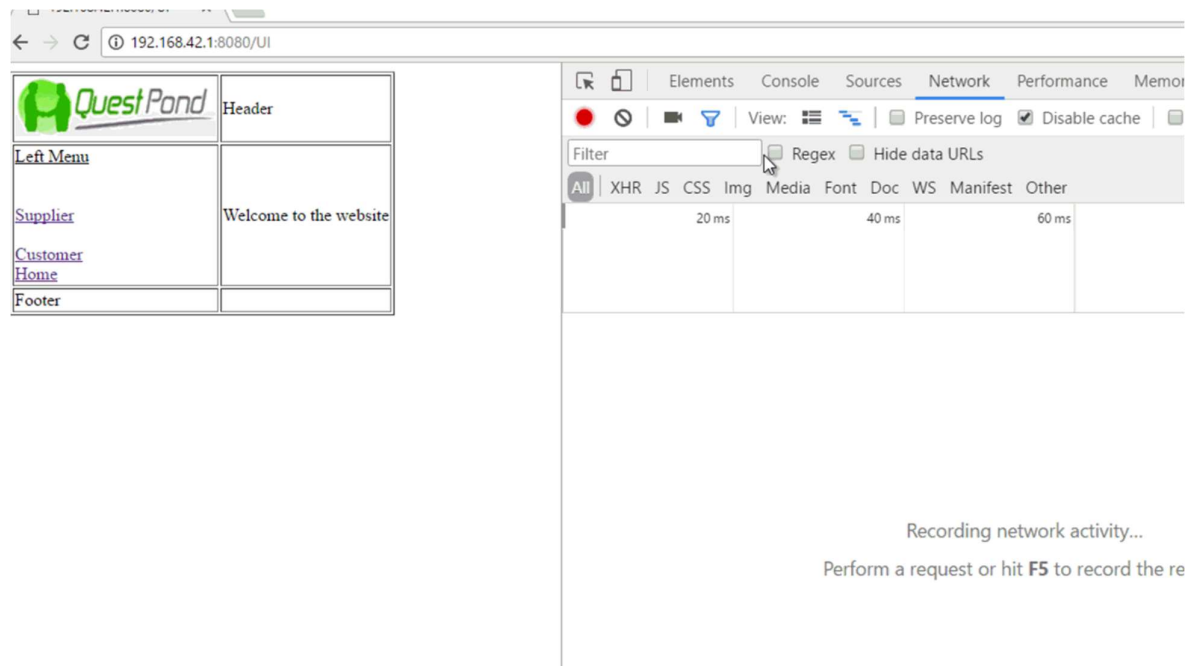 192.168.42.1:8080/UI
QuestPond
Header
Left Menu
Supplier
Welcome to the website
Customer
Home
Footer
Elements Console Sources Network Performance Memor
View: Preserve log Disable cache
Filter Regex Hide data URLs
All XHR JS CSS Img Media Font Doc WS Manifest Other
20 ms 40 ms 60 ms
Recording network activity...
Perform a request or hit F5 to record the re